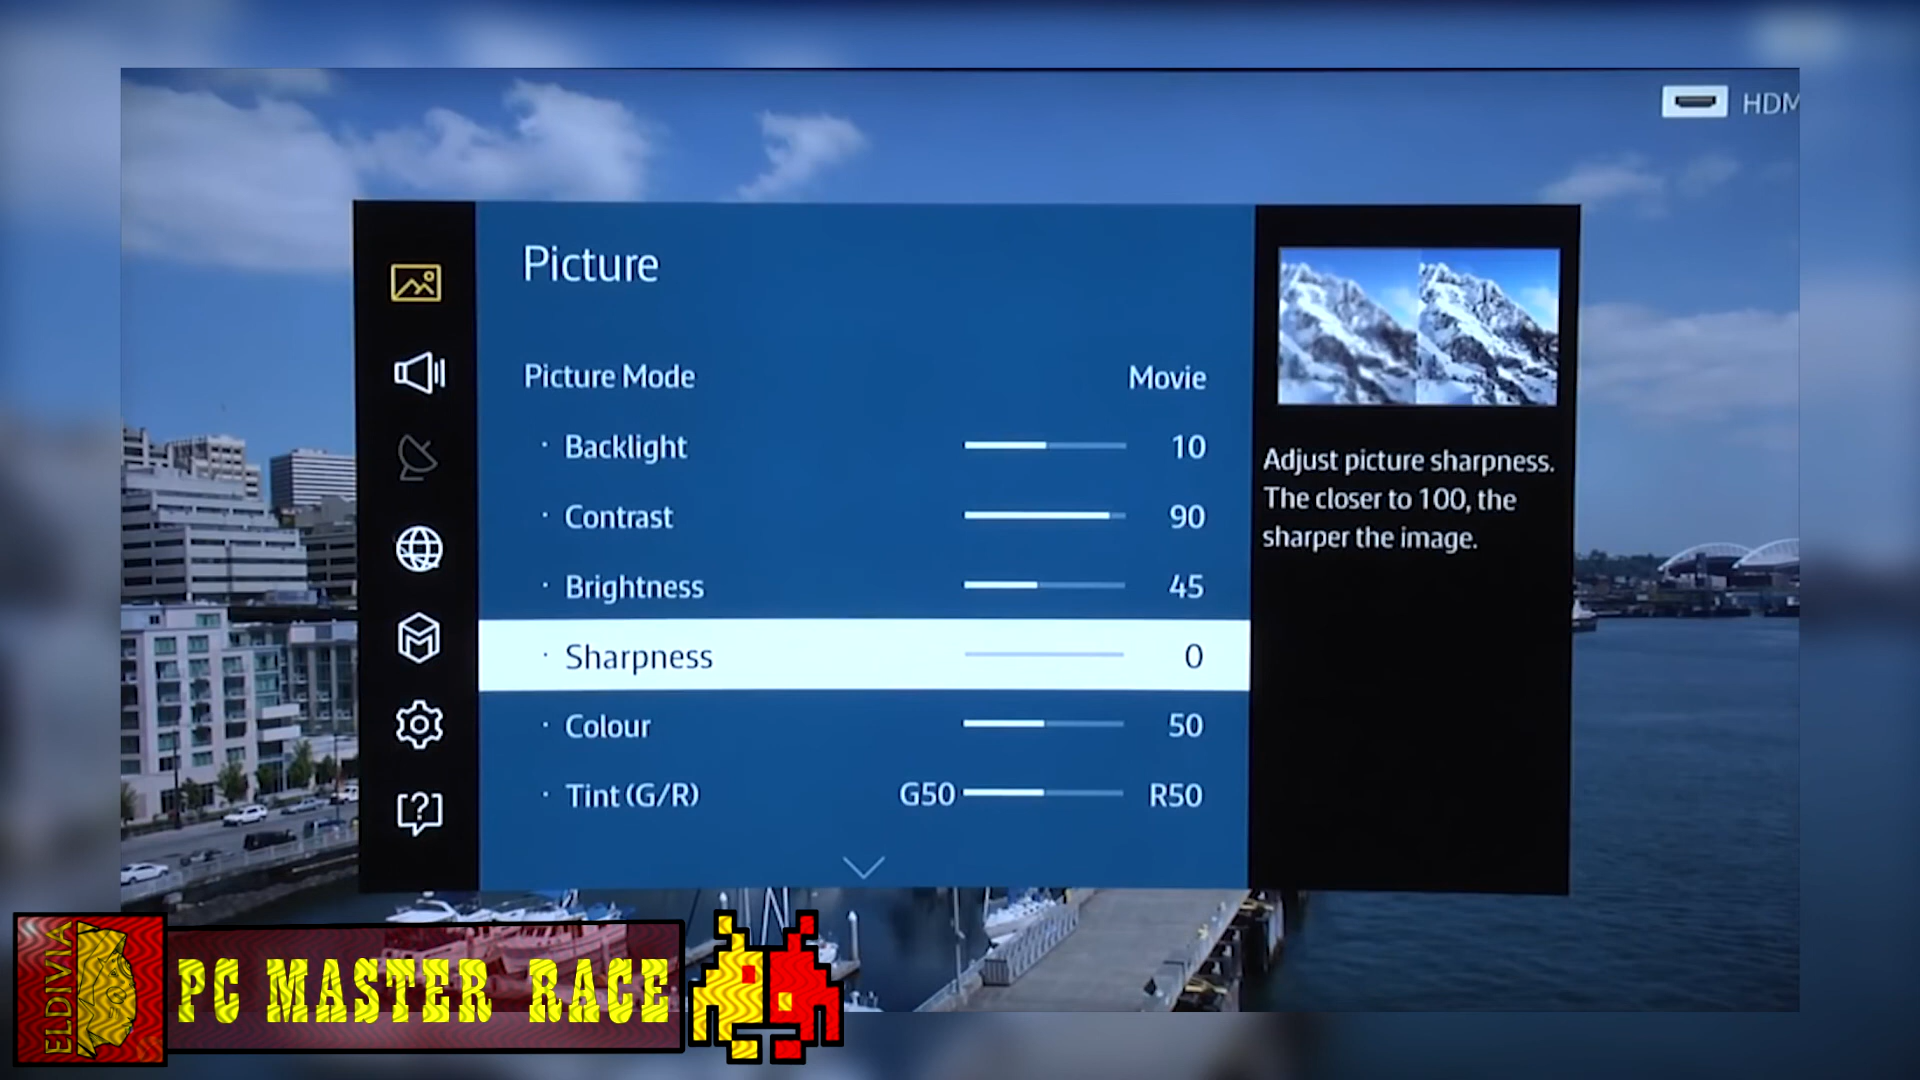 HDM
Picture
Picture Mode Movie
· Backlight 10
· Contrast 90
· Brightness 45
· Sharpness 0
· Colour 50
· Tint (G/R) G50 R50
Adjust picture sharpness.
The closer to 100, the
sharper the image.
ELDIVIA
PC MASTER RACE